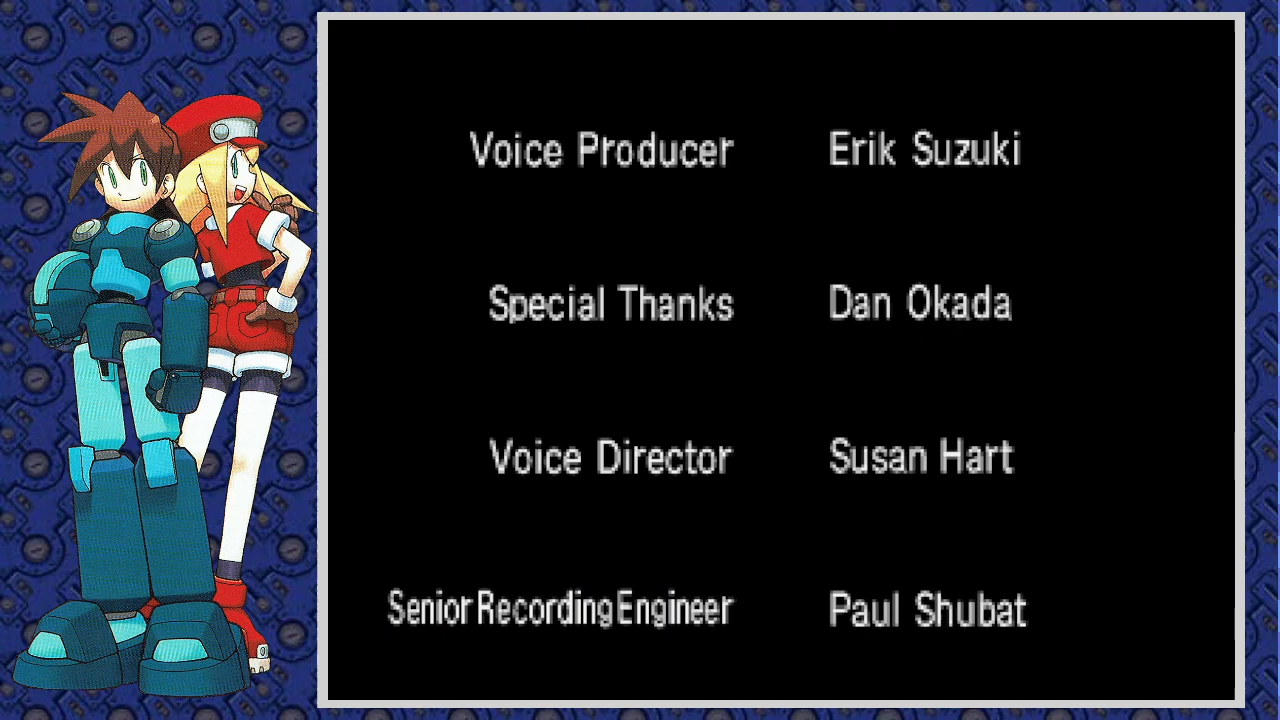 Voice Producer Erik Suzuki
Special Thanks Dan Okada
Voice Director Susan Hart
Senior Recording Engineer Paul Shubat